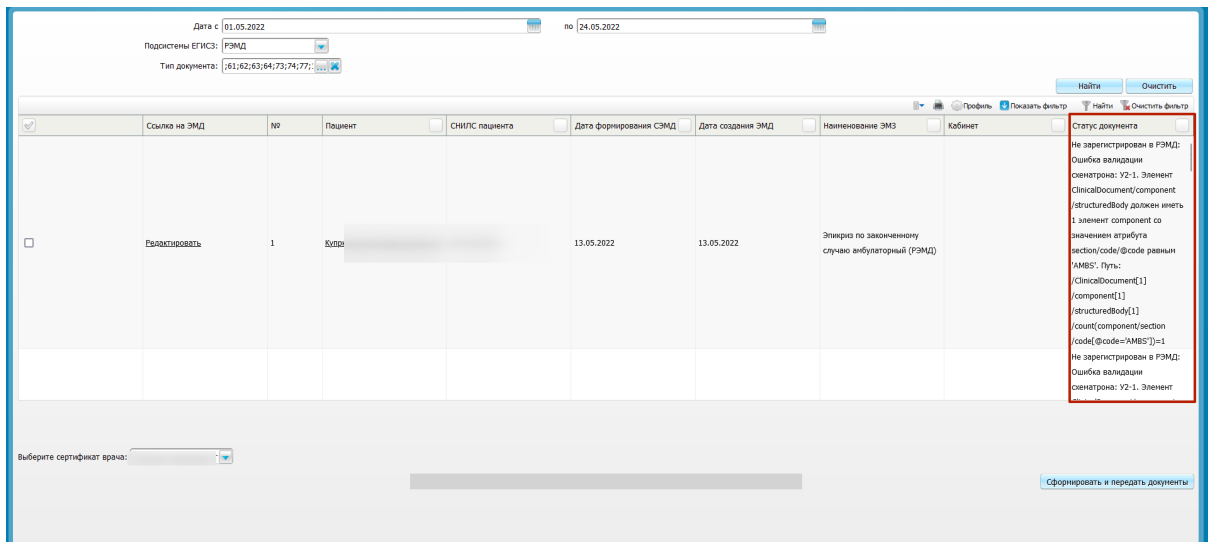 Дата с 01.05.2022 по 24.05.2022
Подсистемы ЕГИСЗ: РЭМД
Тип документа: ;61;62;63;64;73;74;77; ...
Найти Очистить
Профиль Показать фильтр Найти Очистить фильтр
Ссылка на ЭМД № Пациент СНИЛС пациента Дата формирования СЭМД Дата создания ЭМД Наименование ЭМЗ Кабинет Статус документа
Редактировать 1 13.05.2022 13.05.2022
Эпикриз по законченному
случаю амбулаторный (РЭМД)
Не зарегистрирован в РЭМД:
Ошибка валидации
схематрона: У2-1. Элемент
ClinicalDocument/component
/structuredBody должен иметь
1 элемент component со
значением атрибута
section/code/@code равным
'AMBS'. Путь:
/ClinicalDocument[1]
/component[1]
/structuredBody[1]
/count(component/section
/code[@code='AMBS'])=1
Не зарегистрирован в РЭМД:
Ошибка валидации
схематрона: У2-1. Элемент
Выберите сертификат врача:
Сформировать и передать документы